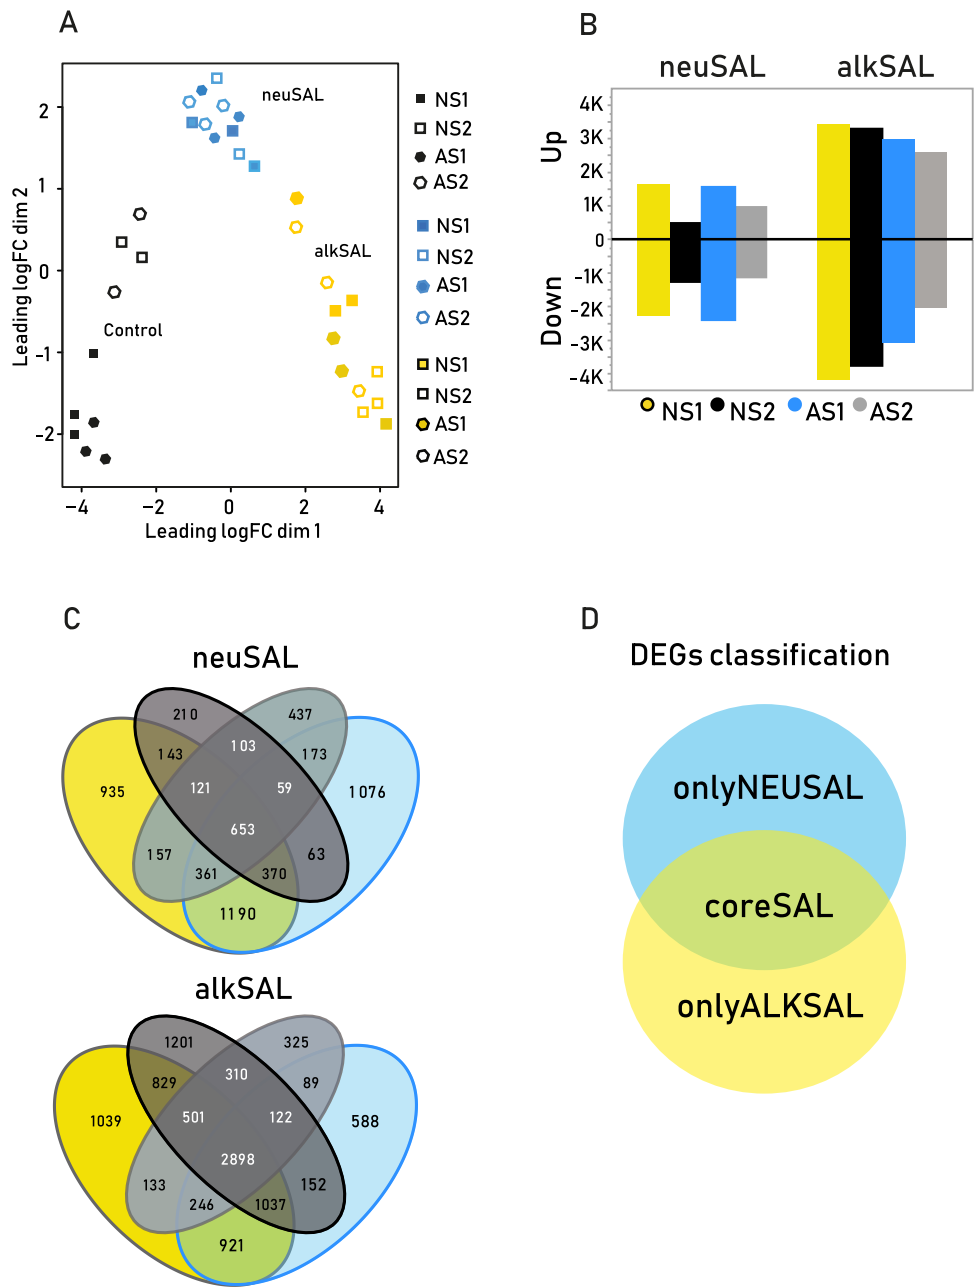 A
2
1
0
-1
-2
Leading logFC dim 2
neuSAL
alkSAL
Control
−4
−2
0
2
4
Leading logFC dim 1
NS1
NS2
AS1
AS2
NS1
NS2
AS1
AS2
NS1
NS2
AS1
AS2
B
neuSAL alkSAL
Up
Down
4K
3K
2K
1K
0
-1K
-2K
-3K
-4K
NS1 NS2 AS1 AS2
C
neuSAL
210 437
103
143 173
935 121 59 1076
653
157 63
361 370
1190
alkSAL
1201 325
310
829 89
1039 501 122 588
2898
133 152
246 1037
921
D
DEGs classification
onlyNEUSAL
coreSAL
onlyALKSAL